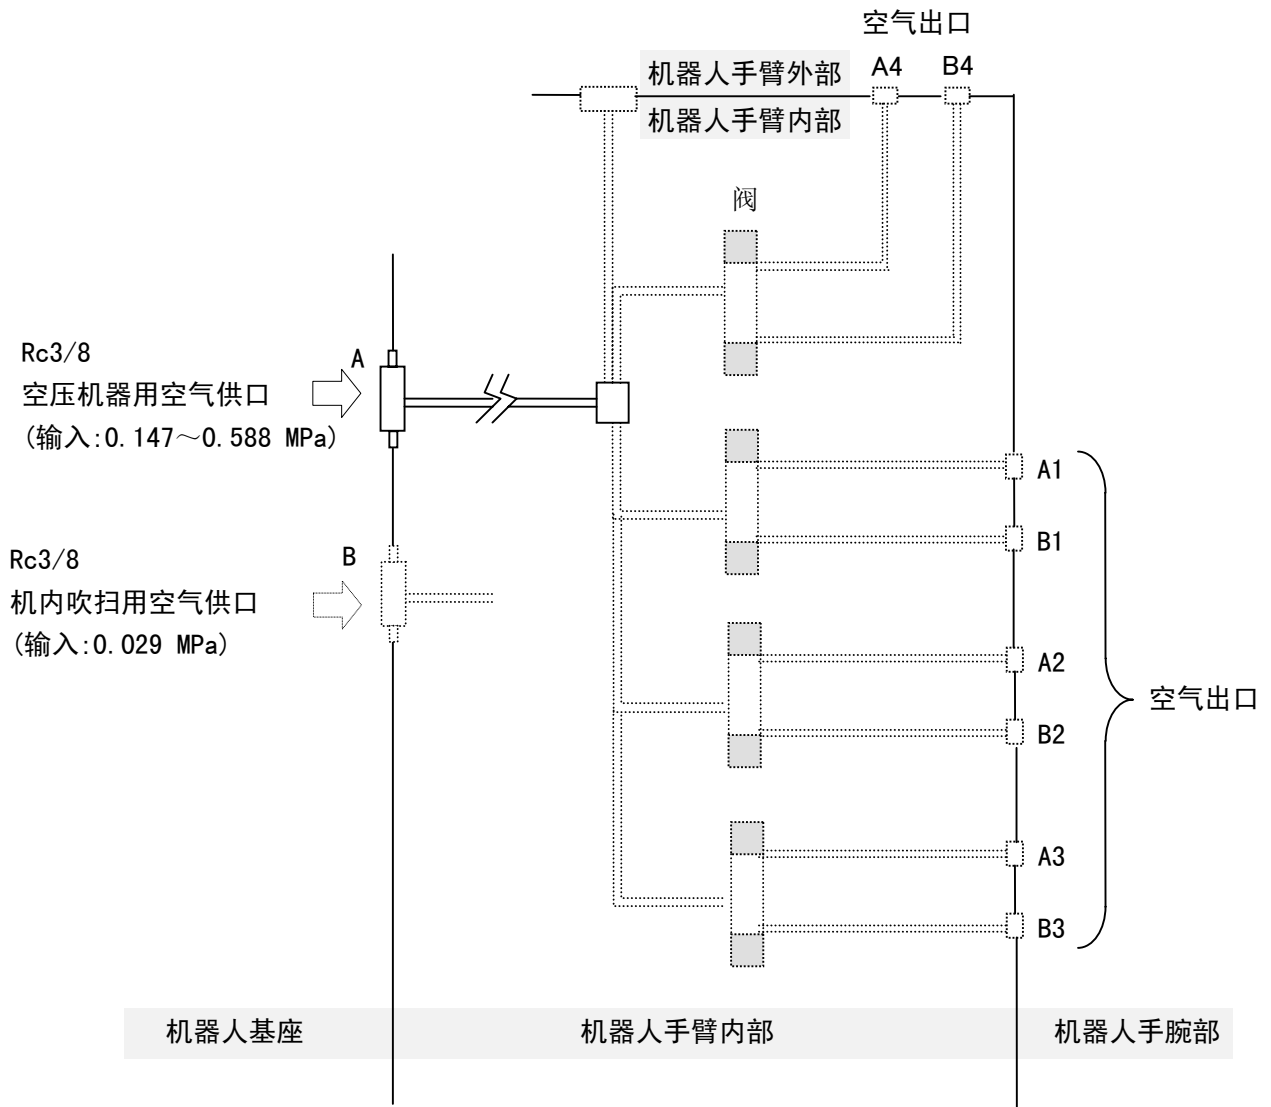 空气出口
机器人手臂外部
A4
B4
机器人手臂内部
阀
Rc3/8
A
空压机器用空气供口
(输入:0.147～0.588 MPa)
A1
B1
Rc3/8
B
机内吹扫用空气供口
(输入:0.029 MPa)
A2
空气出口
B2
A3
B3
机器人基座
机器人手臂内部
机器人手腕部